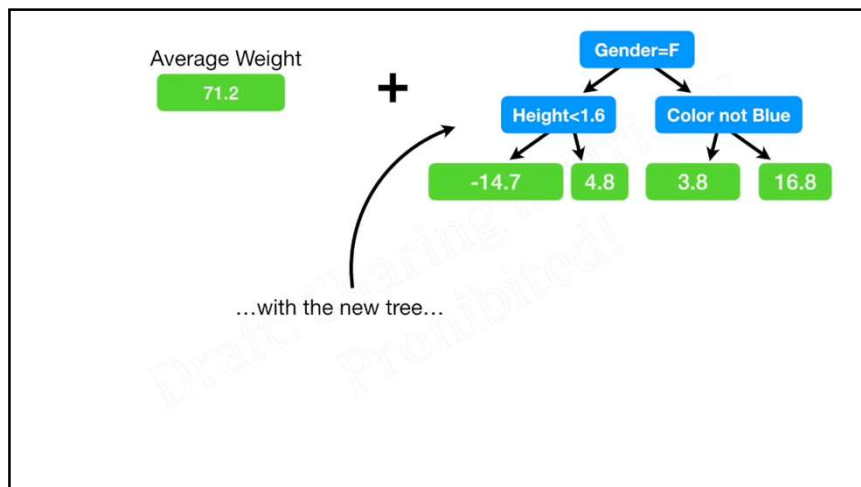 Average Weight
71.2
+
Gender=F
Height<1.6
Color not Blue
-14.7
4.8
3.8
16.8
…with the new tree…
Prohibited!